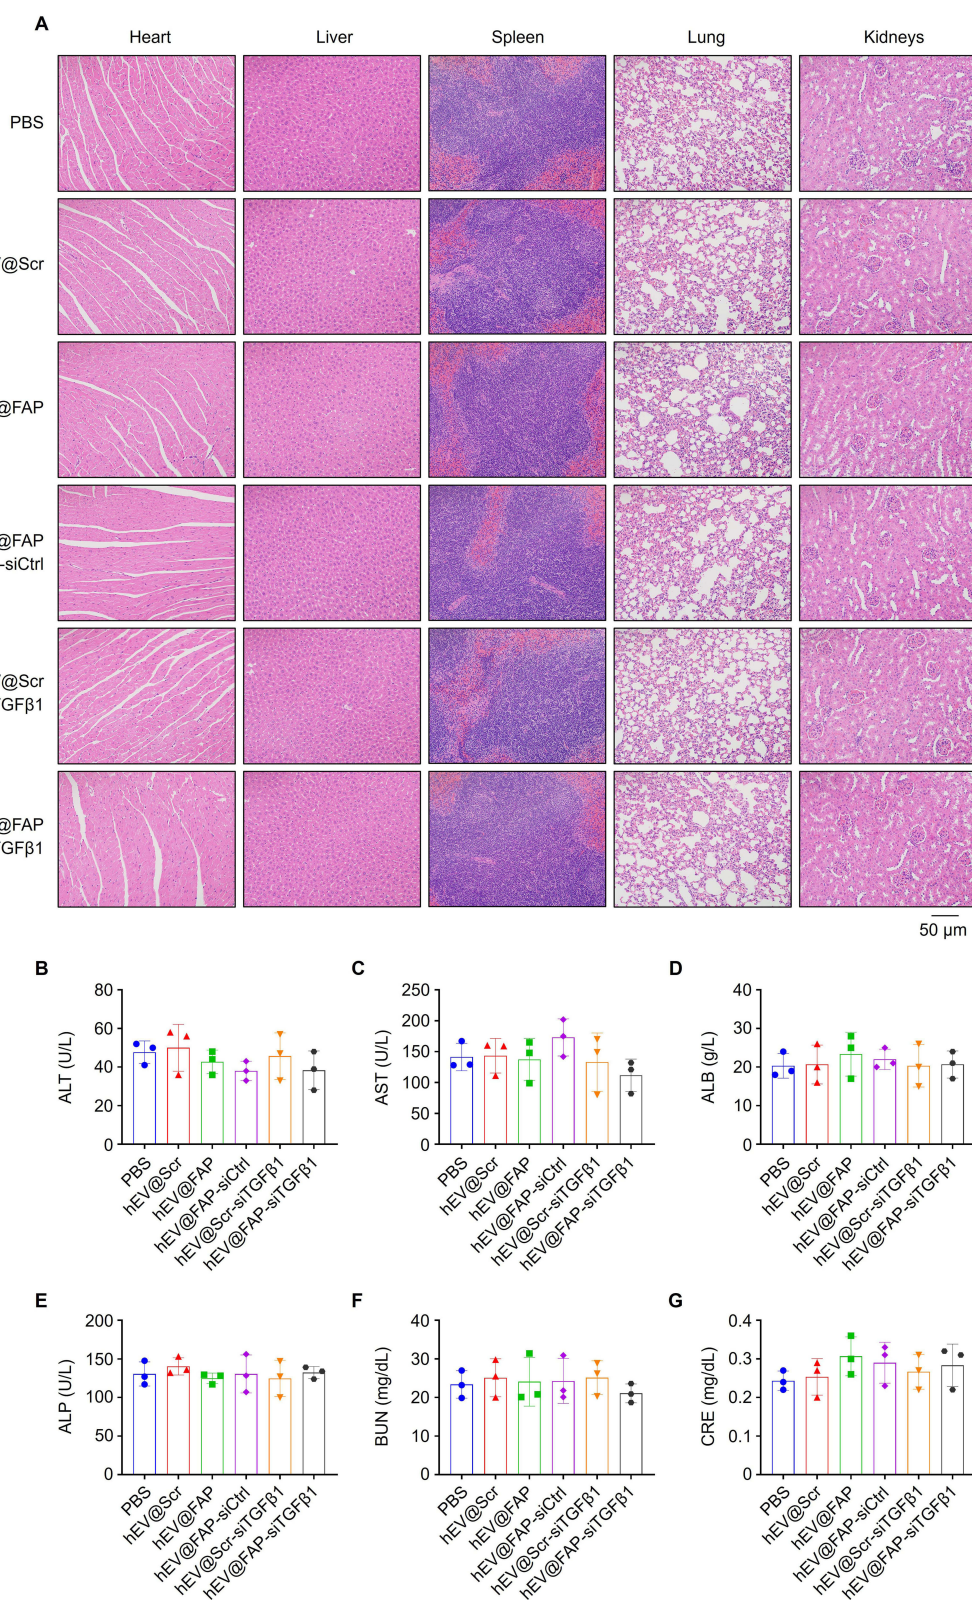 A
Heart Liver Spleen Lung Kidneys
PBS
@Scr
@FAP
@FAP
-siCtrl
@Scr
GFβ1
@FAP
GFβ1
50 µm
B
ALT (U/L)
80
60
40
20
0
PBS
hEV@Scr
hEV@FAP
hEV@FAP-siCtrl
hEV@Scr-siTGFβ1
hEV@FAP-siTGFβ1
C
AST (U/L)
250
200
150
100
50
0
PBS
hEV@Scr
hEV@FAP
hEV@FAP-siCtrl
hEV@Scr-siTGFβ1
hEV@FAP-siTGFβ1
D
ALB (g/L)
40
30
20
10
0
PBS
hEV@Scr
hEV@FAP
hEV@FAP-siCtrl
hEV@Scr-siTGFβ1
hEV@FAP-siTGFβ1
E
ALP (U/L)
200
150
100
50
0
PBS
hEV@Scr
hEV@FAP
hEV@FAP-siCtrl
hEV@Scr-siTGFβ1
hEV@FAP-siTGFβ1
F
BUN (mg/dL)
40
30
20
10
0
PBS
hEV@Scr
hEV@FAP
hEV@FAP-siCtrl
hEV@Scr-siTGFβ1
hEV@FAP-siTGFβ1
G
CRE (mg/dL)
0.4
0.3
0.2
0.1
0
PBS
hEV@Scr
hEV@FAP
hEV@FAP-siCtrl
hEV@Scr-siTGFβ1
hEV@FAP-siTGFβ1